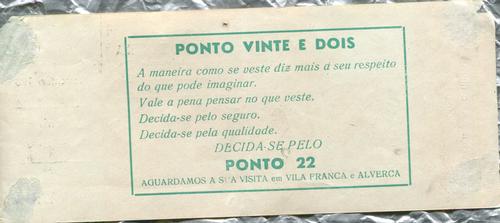 PONTO VINTE E DOIS
A maneira como se veste diz mais a seu respeito
do que pode imaginar.
Vale a pena pensar no que veste.
Decida-se pelo seguro.
Decida-se pela qualidade.
DECIDA-SE PELO
PONTO 22
AGUARDAMOS A SUA VISITA em VILA FRANCA e ALVERCA